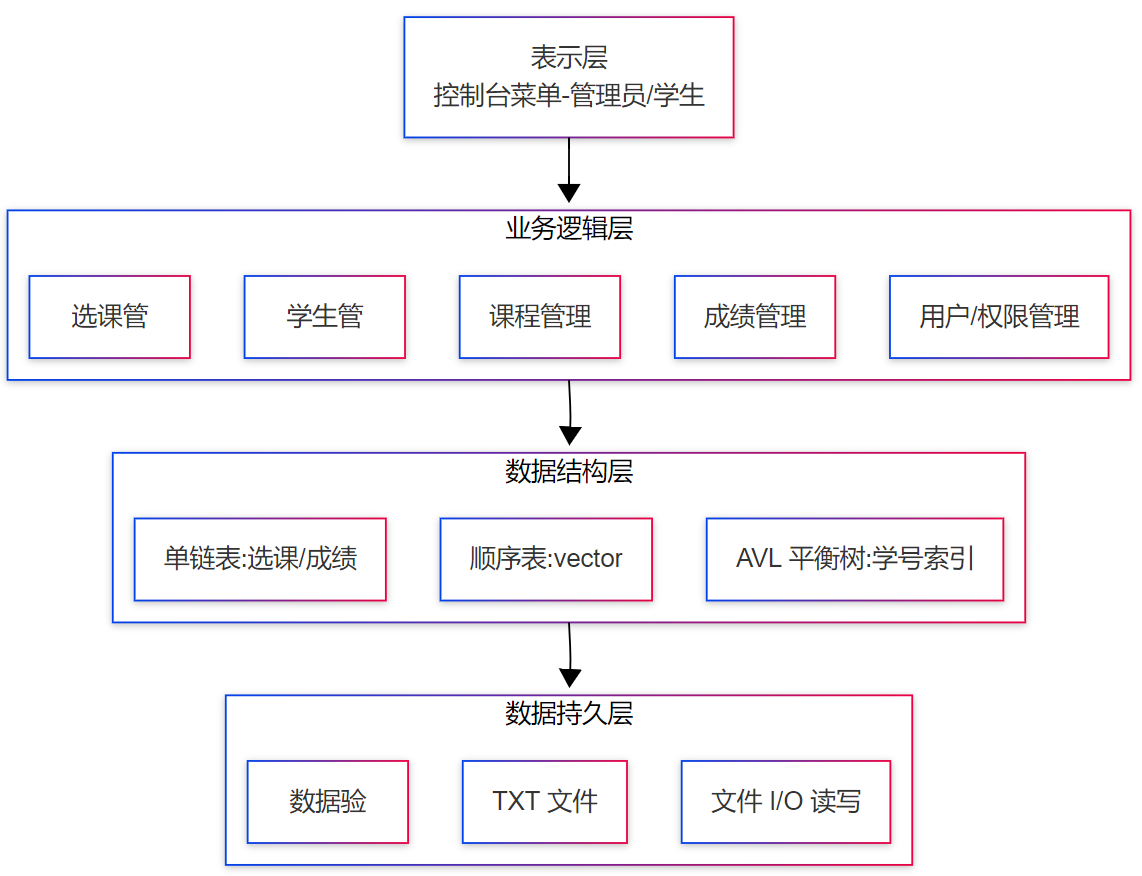 表示层
控制台菜单-管理员/学生
业务逻辑层
选课管
学生管
课程管理
成绩管理
用户/权限管理
数据结构层
单链表:选课/成绩
顺序表:vector
AVL 平衡树:学号索引
数据持久层
数据验
TXT 文件
文件 I/O 读写